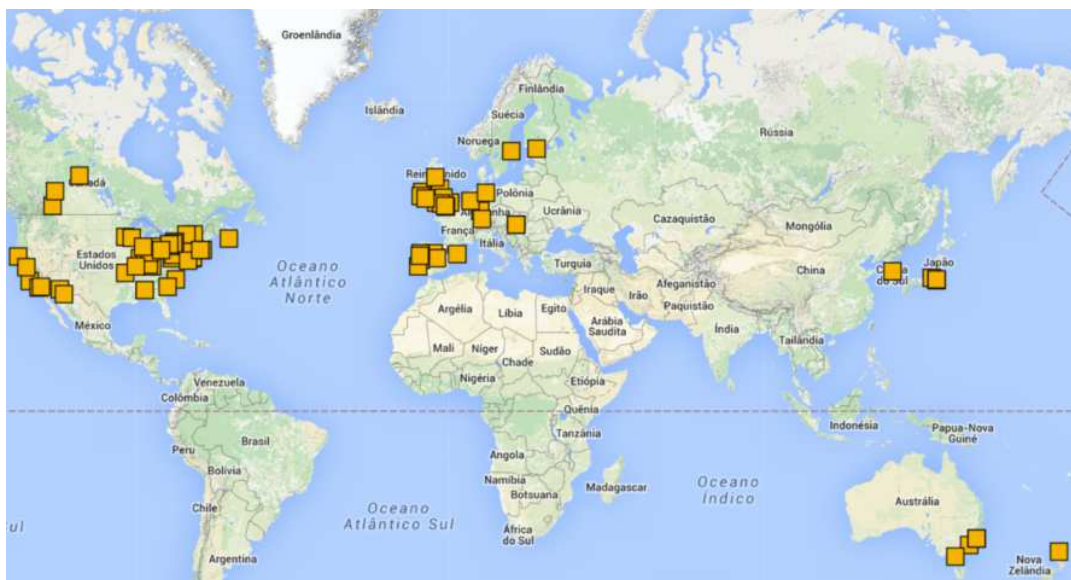 Groenlândia
Islândia
Finlândia
Suécia
Noruega
Rússia
Polônia
Ucrânia
França
Itália
Cazaquistão
Mongólia
Estados
Unidos
Oceano
Atlântico
Norte
Turquia
China
Japão
do Sul
Afeganistão
Iraque
Irão
Paquistão
México
Argélia
Líbia
Egito
Arábia
Saudita
Índia
Tailândia
Mali
Níger
Chade
Sudão
Nigéria
Etiópia
Venezuela
Colômbia
Quênia
Indonésia
Papua-Nova
Guiné
Brasil
Tanzânia
Peru
Bolívia
Angola
Namíbia
Botsuana
Madagascar
Oceano
Índico
Austrália
Chile
Oceano
Atlântico Sul
ul
África
do Sul
Argentina
Nova
Zelândia